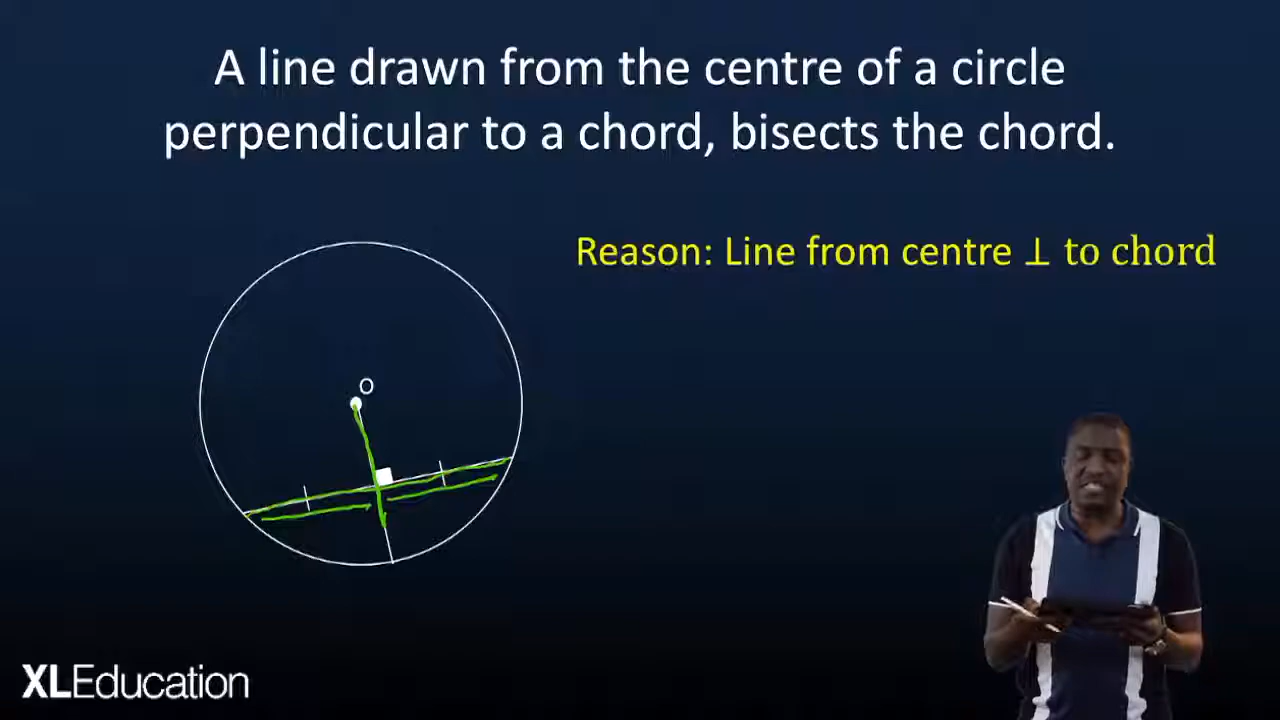 A line drawn from the centre of a circle
perpendicular to a chord, bisects the chord.
Reason: Line from centre ⊥ to chord
O
XLEducation